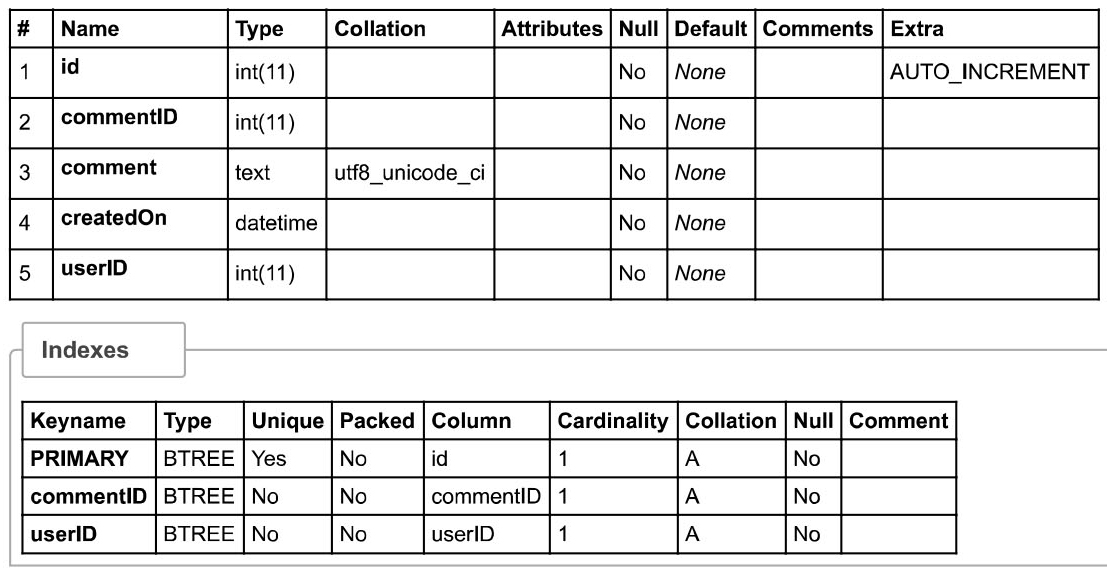 # Name Type Collation Attributes Null Default Comments Extra
1 id int(11) No None AUTO_INCREMENT
2 commentID int(11) No None
3 comment text utf8_unicode_ci No None
4 createdOn datetime No None
5 userID int(11) No None
Indexes
Keyname Type Unique Packed Column Cardinality Collation Null Comment
PRIMARY BTREE Yes No id 1 A No
commentID BTREE No No commentID 1 A No
userID BTREE No No userID 1 A No